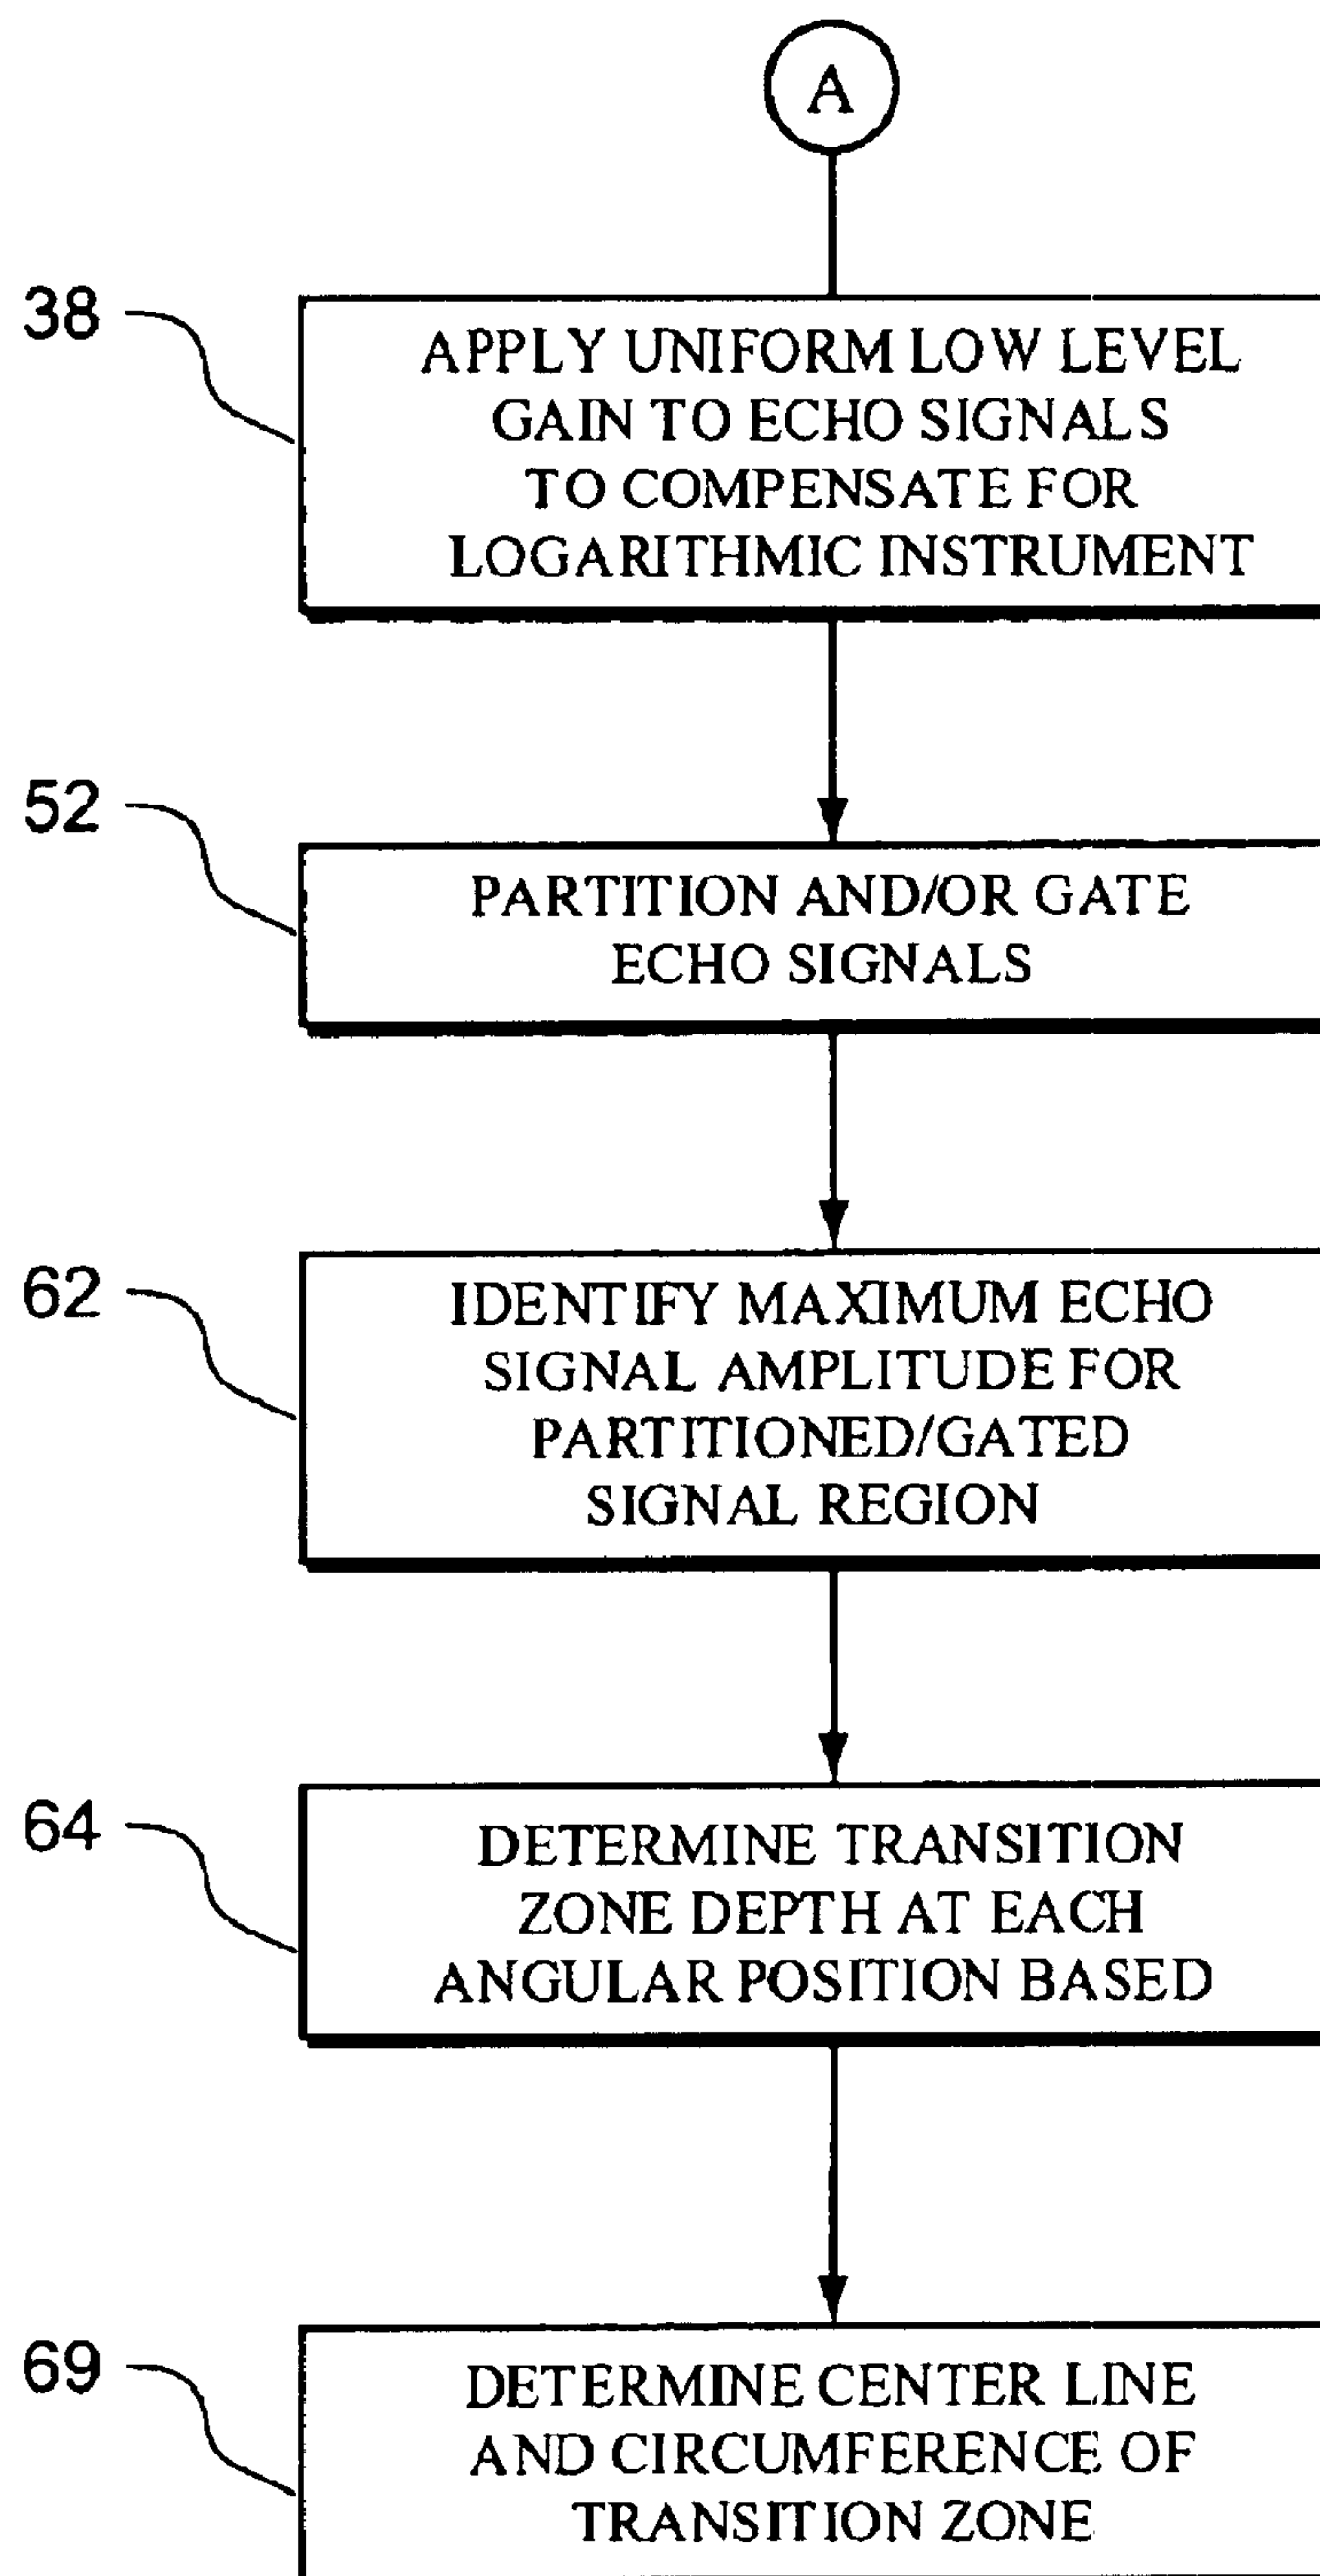 A
38
APPLY UNIFORM LOW LEVEL
GAIN TO ECHO SIGNALS
TO COMPENSATE FOR
LOGARITHMIC INSTRUMENT
52
PARTITION AND/OR GATE
ECHO SIGNALS
62
IDENTIFY MAXIMUM ECHO
SIGNAL AMPLITUDE FOR
PARTITIONED/GATED
SIGNAL REGION
64
DETERMINE TRANSITION
ZONE DEPTH AT EACH
ANGULAR POSITION BASED
69
DETERMINE CENTER LINE
AND CIRCUMFERENCE OF
TRANSITION ZONE